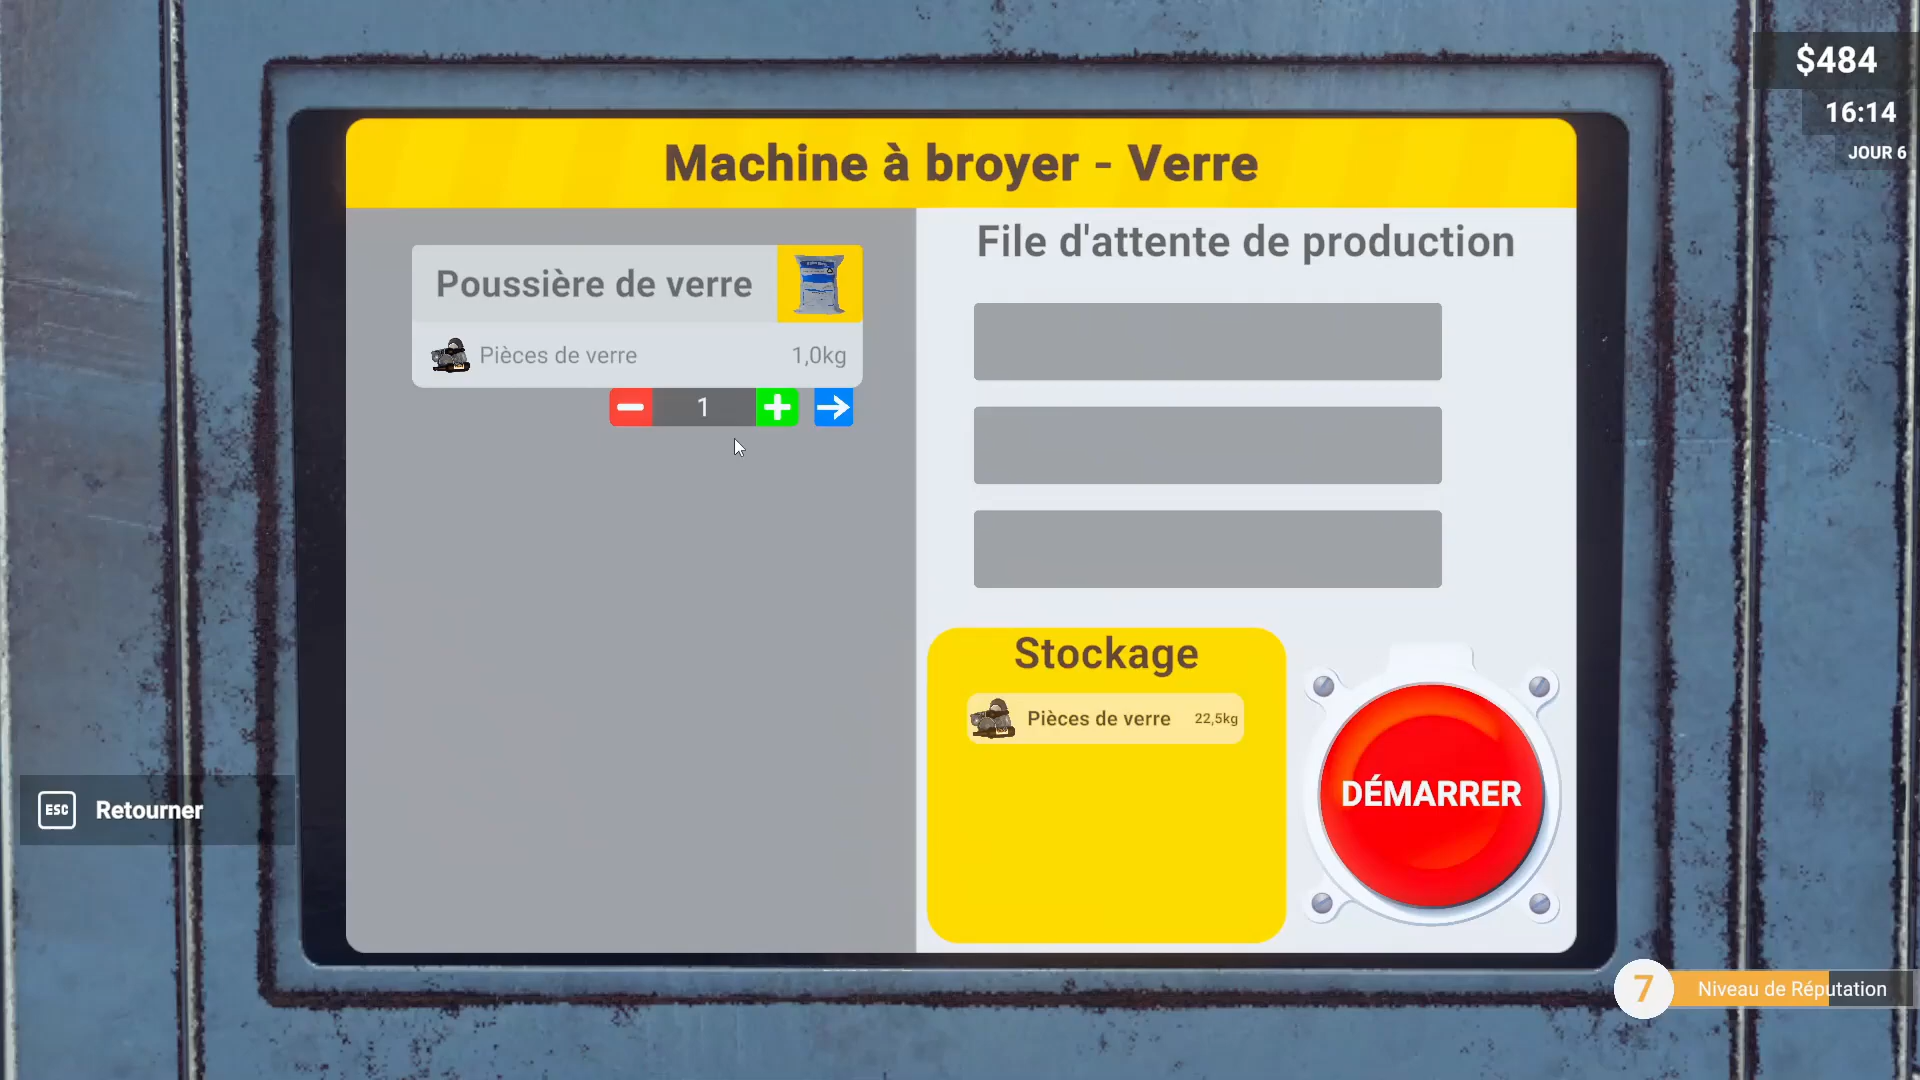 $484
16:14
JOUR 6
Machine à broyer - Verre
Poussière de verre
Pièces de verre 1,0kg
1
File d'attente de production
Stockage
Pièces de verre 22,5kg
DÉMARRER
ESC Retourner
7 Niveau de Réputation